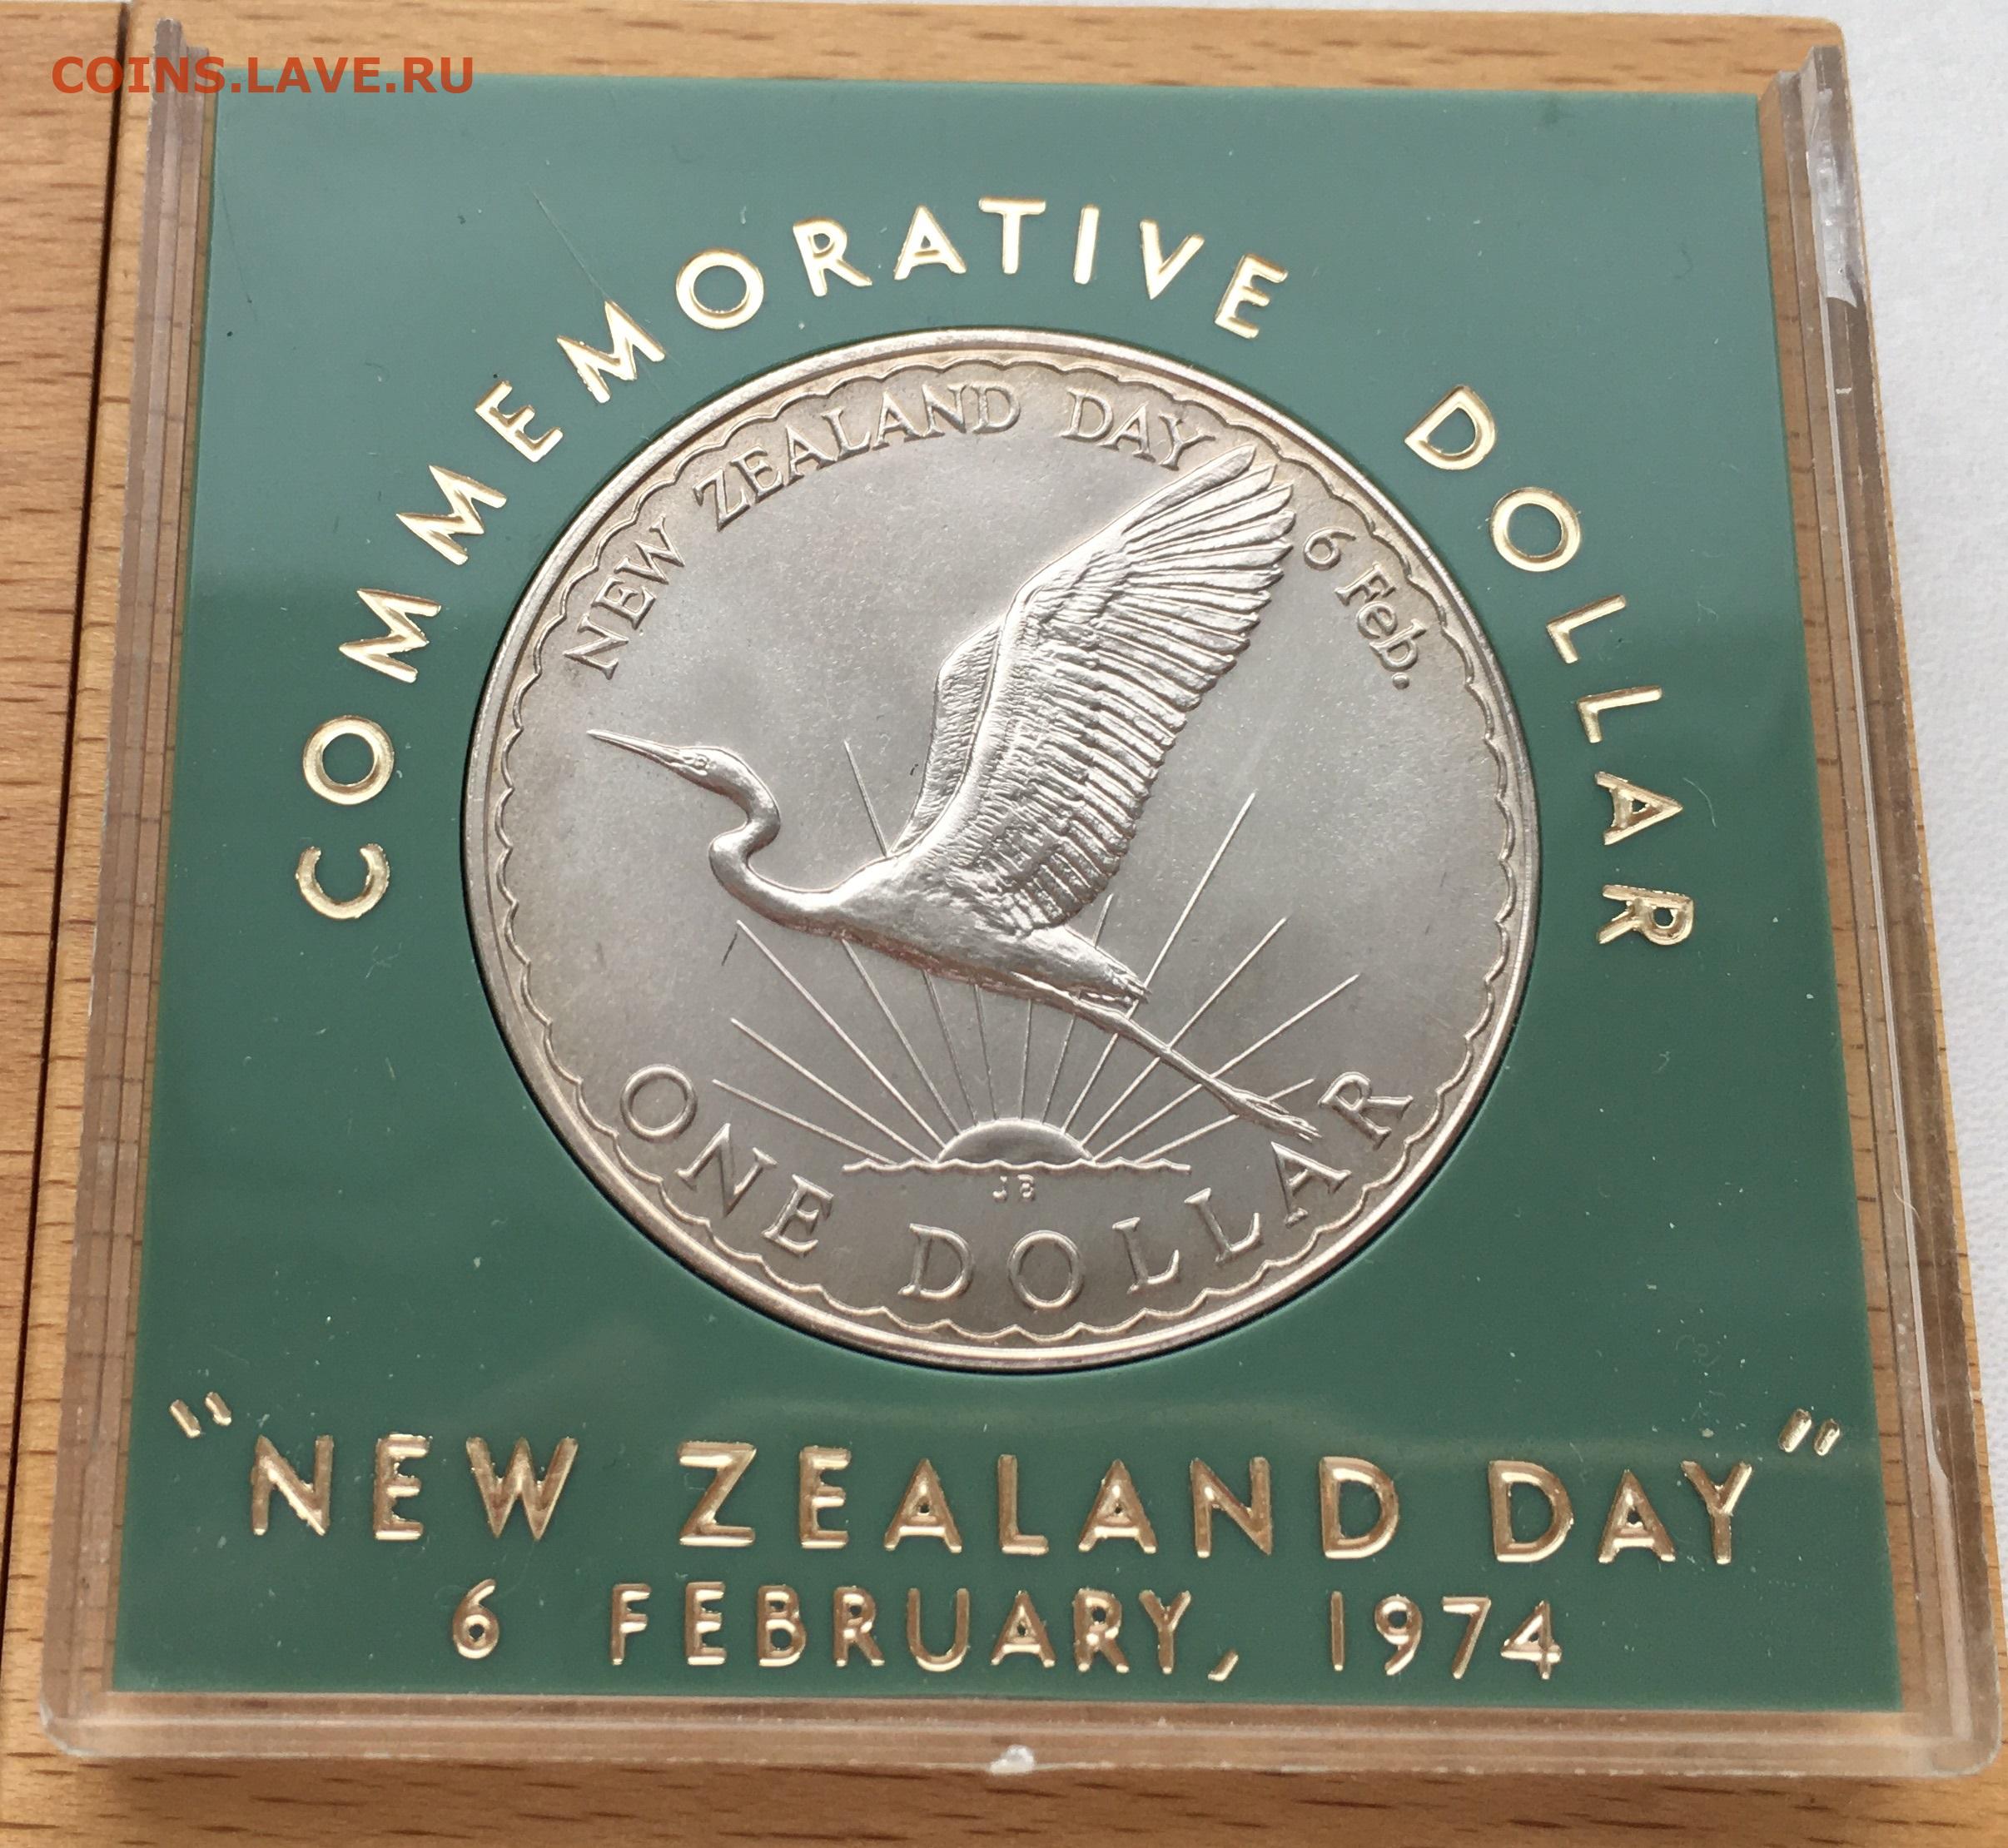 COINS.LAVE.RU
COMMEMORATIVE DOLLAR
NEW ZEALAND DAY 6 Feb.
JB
ONE DOLLAR
"NEW ZEALAND DAY"
6 FEBRUARY, 1974